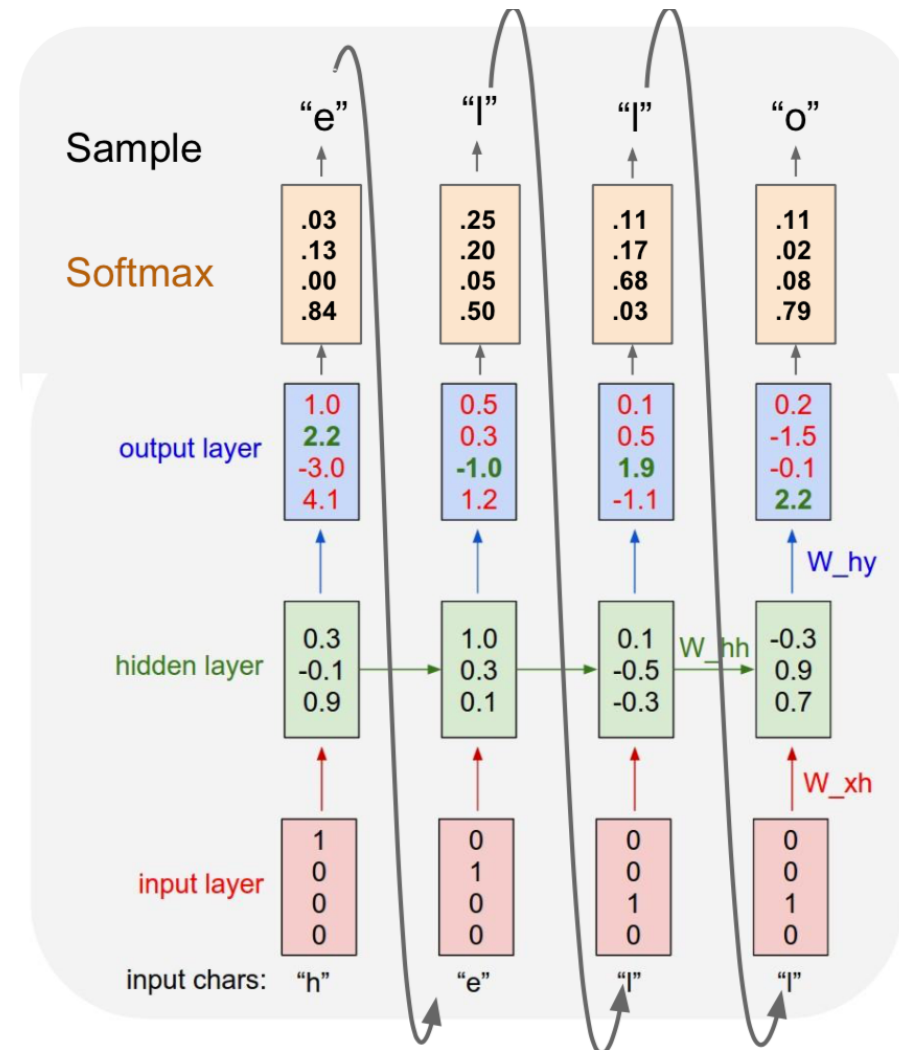 Sample
“e” “l” “l” “o”
Softmax
.03 .25 .11 .11
.13 .20 .17 .02
.00 .05 .68 .08
.84 .50 .03 .79
output layer
1.0 0.5 0.1 0.2
2.2 0.3 0.5 -1.5
-3.0 -1.0 1.9 -0.1
4.1 1.2 -1.1 2.2
W_hy
hidden layer
0.3 1.0 0.1 -0.3
-0.1 0.3 -0.5 0.9
0.9 0.1 -0.3 0.7
W_hh
W_xh
input layer
1 0 0 0
0 1 0 0
0 0 1 1
0 0 0 0
input chars: “h” “e” “l” “l”